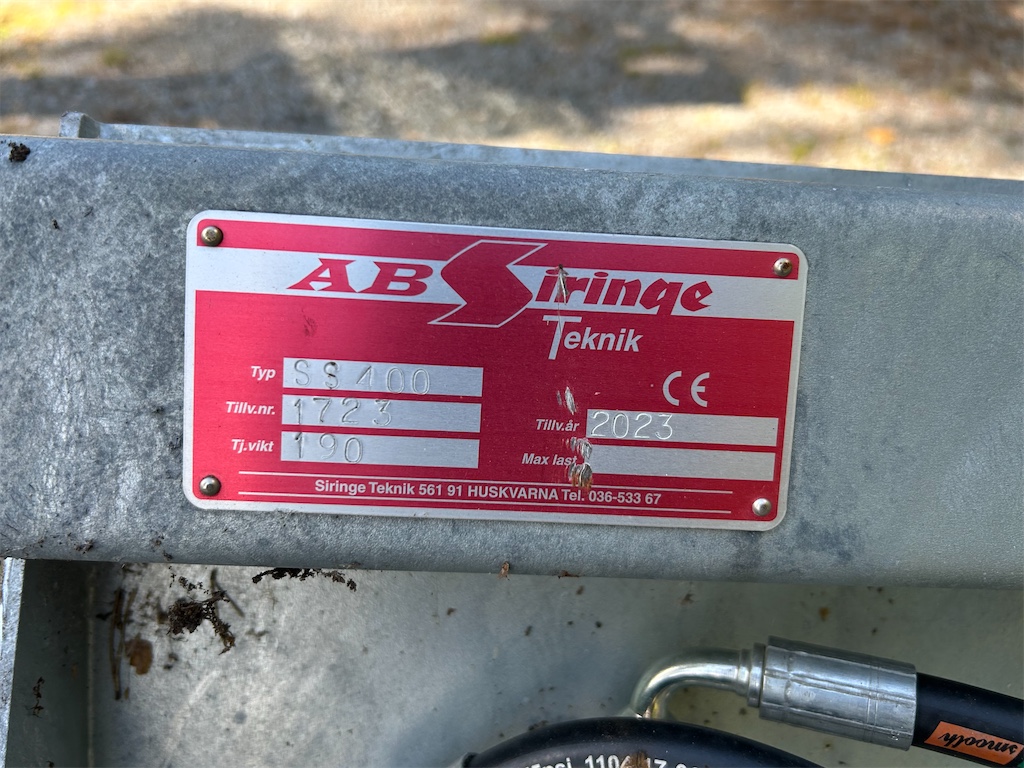 AB Siringe
Teknik
Typ SS400
Tillv.nr. 1723
Tillv.år 2023
Tj.vikt 190
Max last
Siringe Teknik 561 91 HUSKVARNA Tel. 036-533 67
smooth